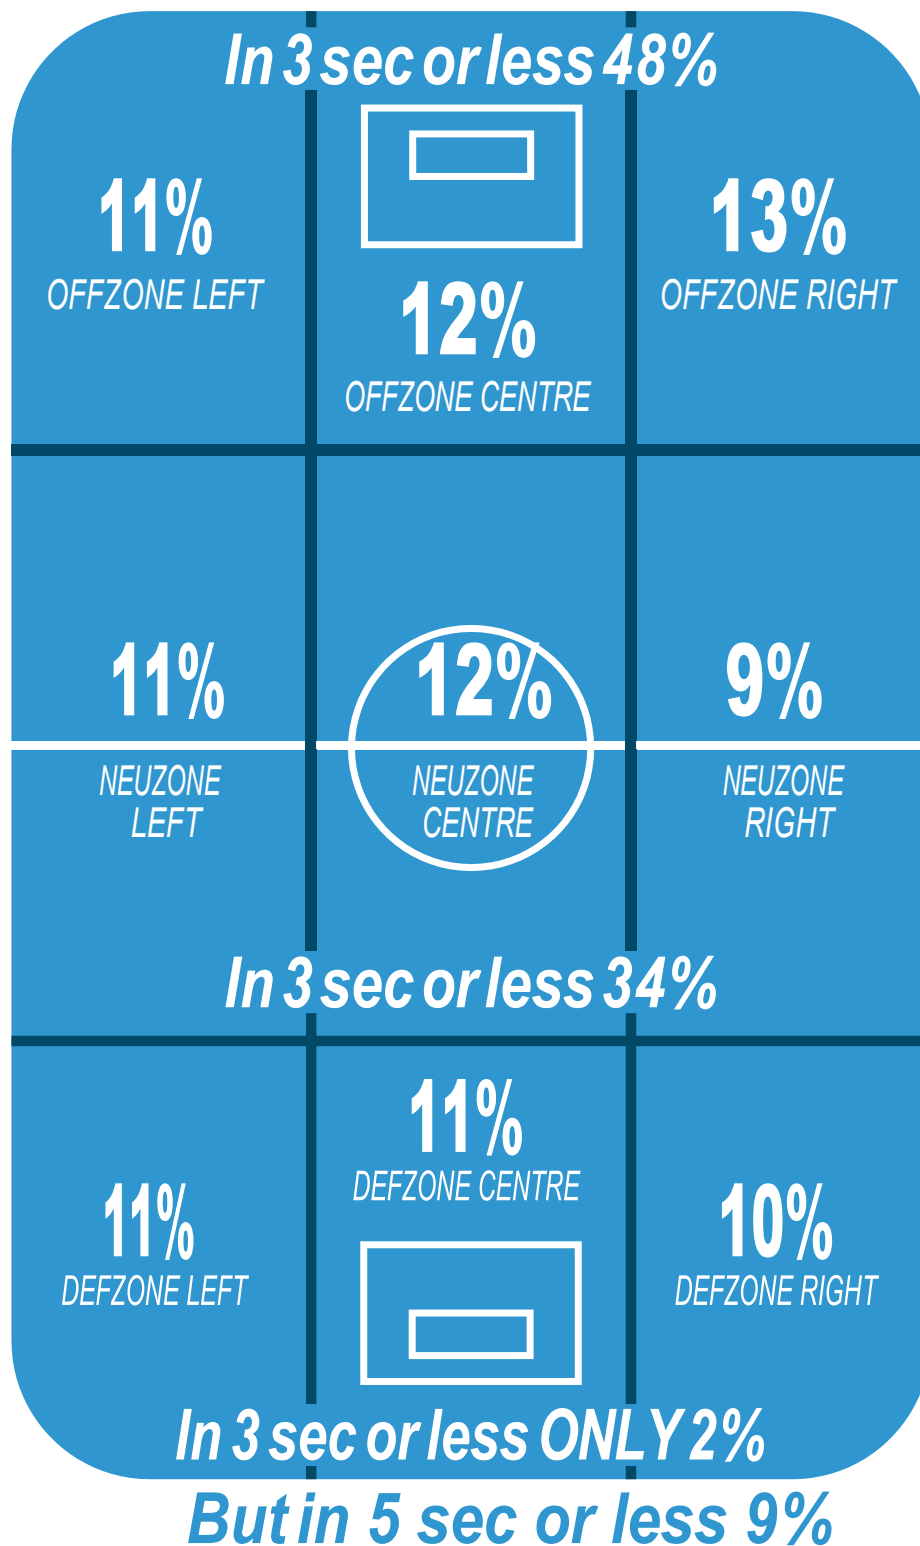 In 3 sec or less 48%
11%
OFFZONE LEFT
13%
OFFZONE RIGHT
12%
OFFZONE CENTRE
11%
NEUZONE
LEFT
12%
NEUZONE
CENTRE
9%
NEUZONE
RIGHT
In 3 sec or less 34%
11%
DEFZONE CENTRE
11%
DEFZONE LEFT
10%
DEFZONE RIGHT
In 3 sec or less ONLY 2%
But in 5 sec or less 9%